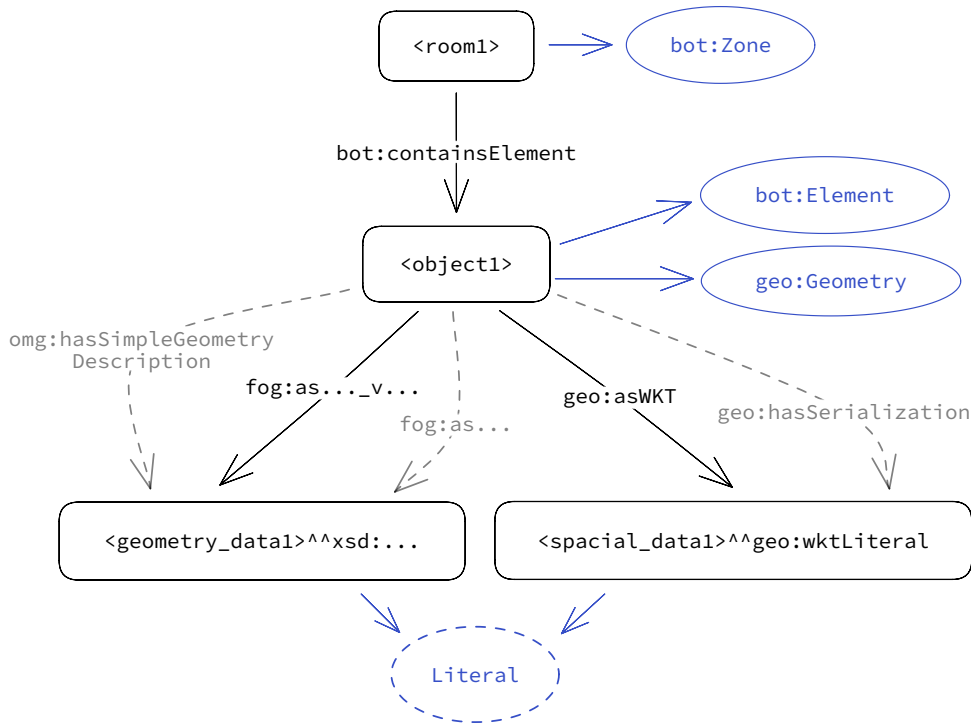 <room1>
bot:Zone
bot:containsElement
bot:Element
<object1>
geo:Geometry
omg:hasSimpleGeometry
Description
fog:as..._v...
geo:asWKT
fog:as...
geo:hasSerialization
<geometry_data1>^^xsd:...
<spacial_data1>^^geo:wktLiteral
Literal